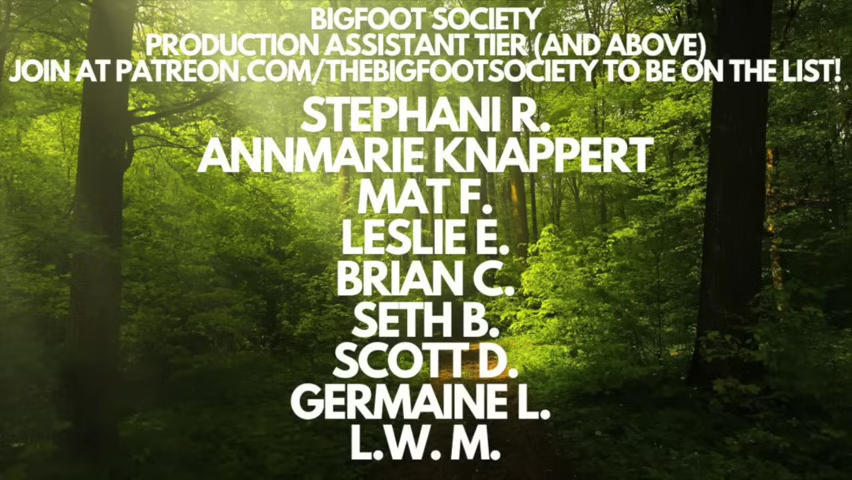 BIGFOOT SOCIETY
PRODUCTION ASSISTANT TIER (AND ABOVE)
JOIN AT PATREON.COM/THEBIGFOOTSOCIETY TO BE ON THE LIST!
STEPHANI R.
ANNMARIE KNAPPERT
MAT F.
LESLIE E.
BRIAN C.
SETH B.
SCOTT D.
GERMAINE L.
L.W. M.